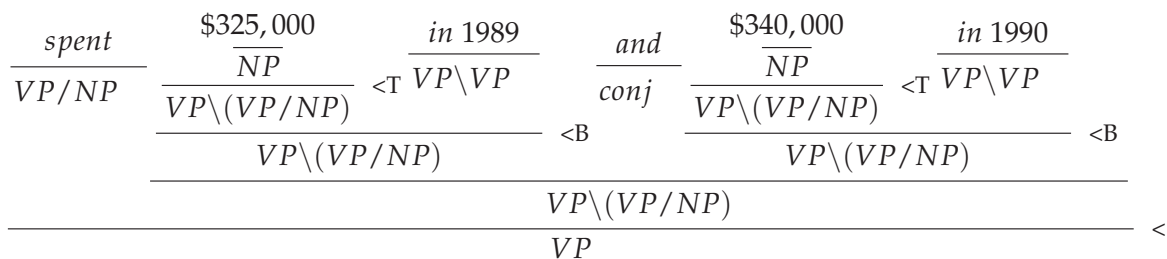 spent $325,000 in 1989 and $340,000 in 1990
VP/NP NP <T VP\VP conj NP <T VP\VP
VP\(VP/NP) VP\(VP/NP)
<B <B
VP\(VP/NP) VP\(VP/NP)
VP\(VP/NP)
<
VP